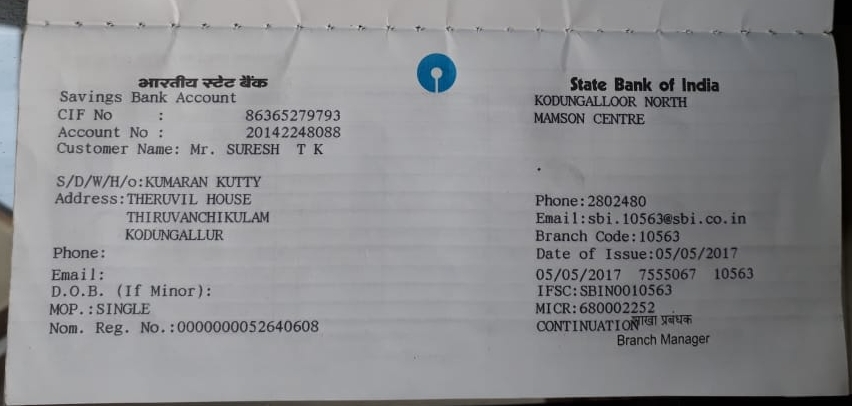 भारतीय स्टेट बैंक
Savings Bank Account
CIF No : 86365279793
Account No : 20142248088
Customer Name: Mr. SURESH T K
S/D/W/H/o:KUMARAN KUTTY
Address:THERUVIL HOUSE
THIRUVANCHIKULAM
KODUNGALLUR
Phone:
Email:
D.O.B. (If Minor):
MOP.:SINGLE
Nom. Reg. No.:0000000052640608
State Bank of India
KODUNGALLOOR NORTH
MAMSON CENTRE
Phone:2802480
Email:sbi.10563@sbi.co.in
Branch Code:10563
Date of Issue:05/05/2017
05/05/2017 7555067 10563
IFSC:SBIN0010563
MICR:680002252
CONTINUATION
शाखा प्रबंधक
Branch Manager